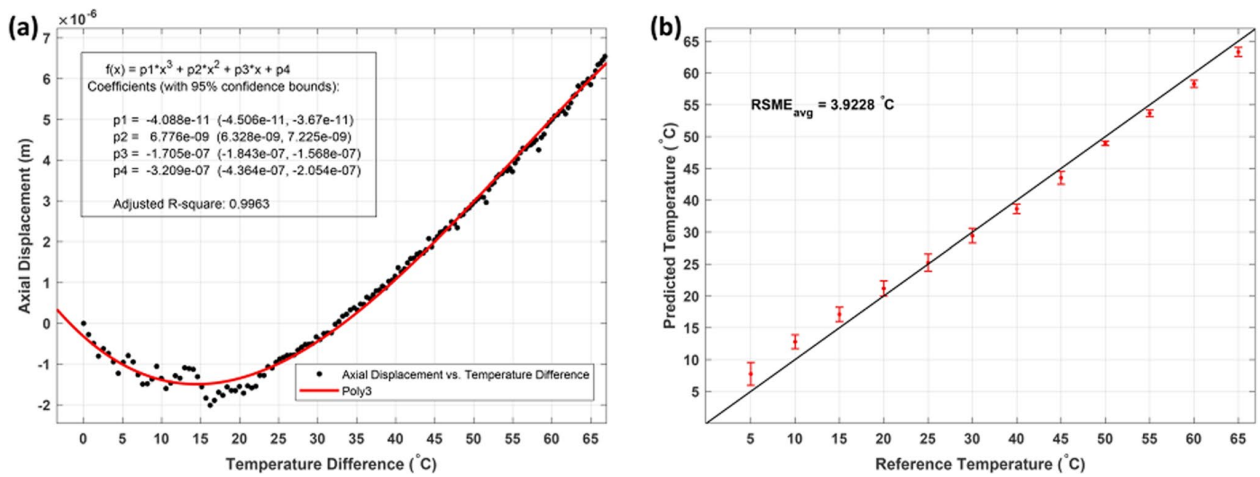 (a)
×10⁻⁶
7
6
5
4
3
2
1
0
-1
-2
Axial Displacement (m)
f(x) = p1*x³ + p2*x² + p3*x + p4
Coefficients (with 95% confidence bounds):
p1 = -4.088e-11 (-4.506e-11, -3.67e-11)
p2 = 6.776e-09 (6.328e-09, 7.225e-09)
p3 = -1.705e-07 (-1.843e-07, -1.568e-07)
p4 = -3.209e-07 (-4.364e-07, -2.054e-07)
Adjusted R-square: 0.9963
Axial Displacement vs. Temperature Difference
Poly3
0 5 10 15 20 25 30 35 40 45 50 55 60 65
Temperature Difference (°C)
(b)
65
60
55
50
45
40
35
30
25
20
15
10
5
Predicted Temperature (°C)
RSME_avg = 3.9228 °C
5 10 15 20 25 30 35 40 45 50 55 60 65
Reference Temperature (°C)